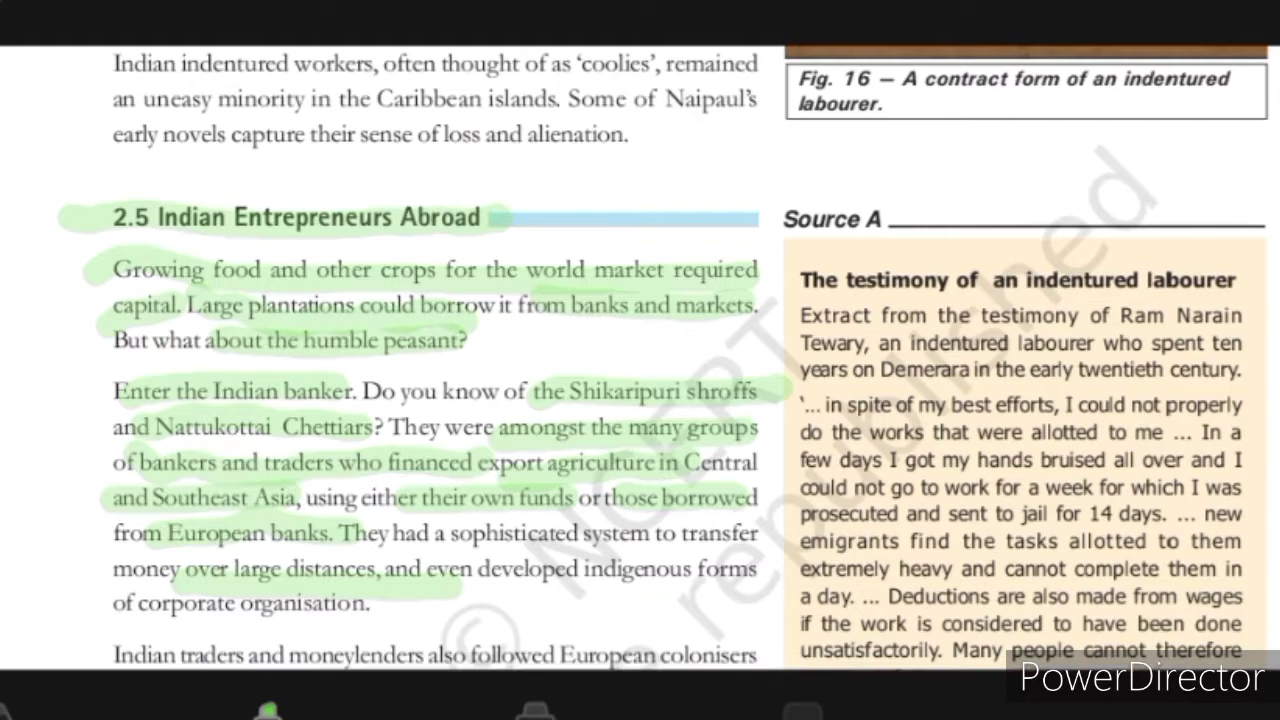 Indian indentured workers, often thought of as ‘coolies’, remained
an uneasy minority in the Caribbean islands. Some of Naipaul’s
early novels capture their sense of loss and alienation.
2.5 Indian Entrepreneurs Abroad
Growing food and other crops for the world market required
capital. Large plantations could borrow it from banks and markets.
But what about the humble peasant?
Enter the Indian banker. Do you know of the Shikaripuri shroffs
and Nattukottai Chettiars? They were amongst the many groups
of bankers and traders who financed export agriculture in Central
and Southeast Asia, using either their own funds or those borrowed
from European banks. They had a sophisticated system to transfer
money over large distances, and even developed indigenous forms
of corporate organisation.
Indian traders and moneylenders also followed European colonisers
Fig. 16 – A contract form of an indentured
labourer.
Source A
The testimony of an indentured labourer
Extract from the testimony of Ram Narain
Tewary, an indentured labourer who spent ten
years on Demerara in the early twentieth century.
‘... in spite of my best efforts, I could not properly
do the works that were allotted to me ... In a
few days I got my hands bruised all over and I
could not go to work for a week for which I was
prosecuted and sent to jail for 14 days. ... new
emigrants find the tasks allotted to them
extremely heavy and cannot complete them in
a day. ... Deductions are also made from wages
if the work is considered to have been done
unsatisfactorily. Many people cannot therefore
© NCERT
republished
PowerDirector